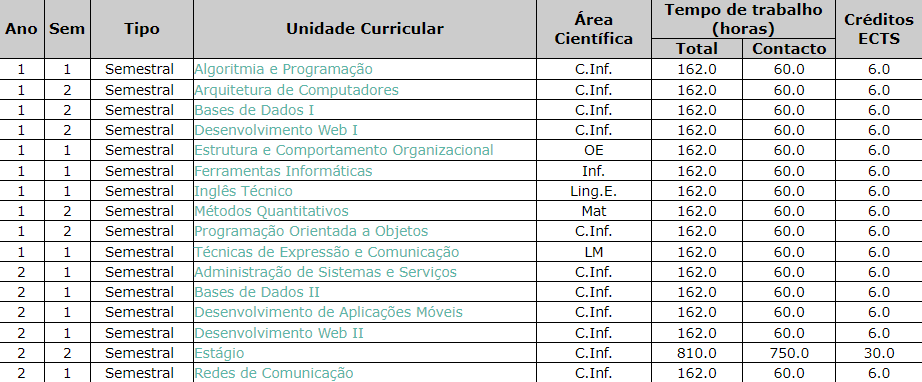 Ano Sem Tipo Unidade Curricular Área Científica Tempo de trabalho (horas) Créditos ECTS
Total Contacto
1 1 Semestral Algoritmia e Programação C.Inf. 162.0 60.0 6.0
1 2 Semestral Arquitetura de Computadores C.Inf. 162.0 60.0 6.0
1 2 Semestral Bases de Dados I C.Inf. 162.0 60.0 6.0
1 2 Semestral Desenvolvimento Web I C.Inf. 162.0 60.0 6.0
1 1 Semestral Estrutura e Comportamento Organizacional OE 162.0 60.0 6.0
1 1 Semestral Ferramentas Informáticas Inf. 162.0 60.0 6.0
1 1 Semestral Inglês Técnico Ling.E. 162.0 60.0 6.0
1 2 Semestral Métodos Quantitativos Mat 162.0 60.0 6.0
1 2 Semestral Programação Orientada a Objetos C.Inf. 162.0 60.0 6.0
1 1 Semestral Técnicas de Expressão e Comunicação LM 162.0 60.0 6.0
2 1 Semestral Administração de Sistemas e Serviços C.Inf. 162.0 60.0 6.0
2 1 Semestral Bases de Dados II C.Inf. 162.0 60.0 6.0
2 1 Semestral Desenvolvimento de Aplicações Móveis C.Inf. 162.0 60.0 6.0
2 1 Semestral Desenvolvimento Web II C.Inf. 162.0 60.0 6.0
2 2 Semestral Estágio C.Inf. 810.0 750.0 30.0
2 1 Semestral Redes de Comunicação C.Inf. 162.0 60.0 6.0